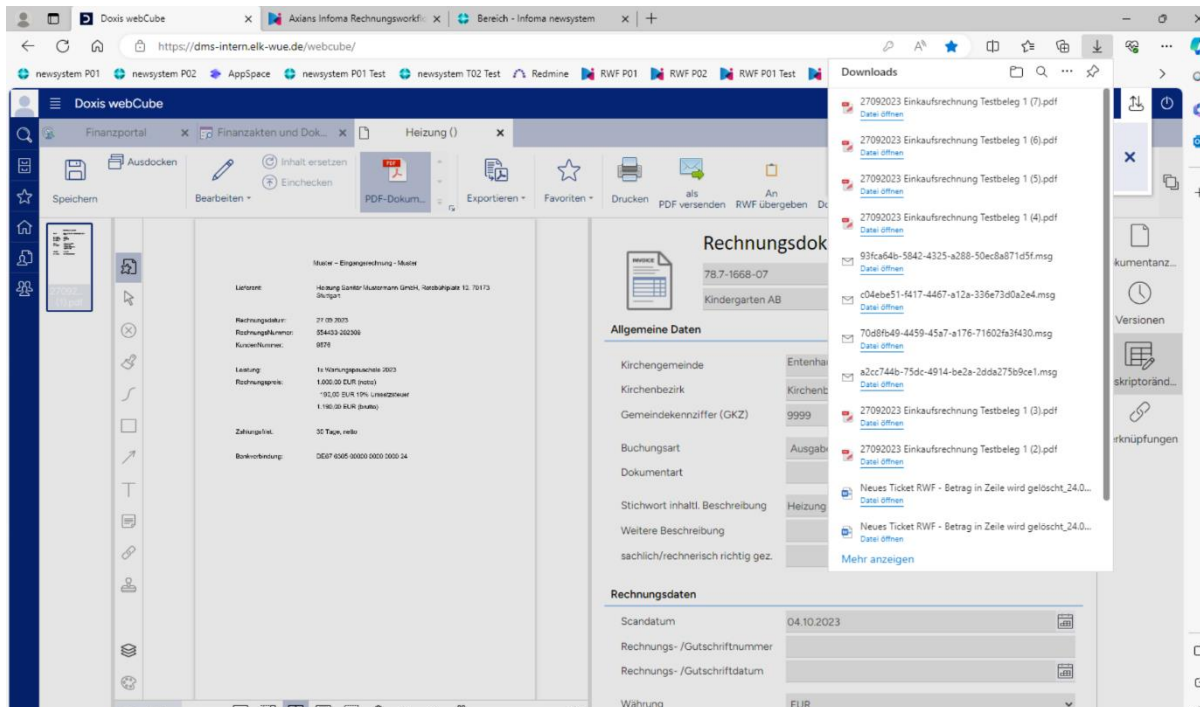 Doxis webCube
Axians Infoma Rechnungsworkfl
Bereich - Infoma newsystem
https://dms-intern.elk-wue.de/webcube/
newsystem P01
newsystem P02
AppSpace
newsystem P01 Test
newsystem T02 Test
Redmine
RWF P01
RWF P02
RWF P01 Test
Doxis webCube
Finanzportal
Finanzakten und Dok...
Heizung ()
Speichern
Ausdocken
Bearbeiten
Inhalt ersetzen
Einchecken
PDF-Dokum...
Exportieren
Favoriten
Drucken
als
PDF versenden
An
RWF übergeben
Muster – Eingangsrechnung - Muster
Lieferant:
Heizung Sanitär Mustermann GmbH, Rotebühlplatz 10, 70173
Stuttgart
Rechnungsdatum:
27.09.2023
RechnungsNummer:
KundenNummer:
Leistung:
1x Wartungspauschale 2023
Rechnungspreis:
1.000,00 EUR (netto)
190,00 EUR 19% Umsatzsteuer
1.190,00 EUR (brutto)
Zahlungsfrist:
30 Tage, netto
Bankverbindung:
Rechnungsdok
INVOICE
78.7-1668-07
Kindergarten AB
Allgemeine Daten
Kirchengemeinde
Entenha
Kirchenbezirk
Kirchenb
Gemeindekennziffer (GKZ)
9999
Buchungsart
Ausgab
Dokumentart
Stichwort inhaltl. Beschreibung
Heizung
Weitere Beschreibung
sachlich/rechnerisch richtig gez.
Rechnungsdaten
Scandatum
04.10.2023
Rechnungs- /Gutschriftnummer
Rechnungs- /Gutschriftdatum
Währung
EUR
Downloads
27092023 Einkaufsrechnung Testbeleg 1 (7).pdf
Datei öffnen
27092023 Einkaufsrechnung Testbeleg 1 (6).pdf
Datei öffnen
27092023 Einkaufsrechnung Testbeleg 1 (5).pdf
Datei öffnen
27092023 Einkaufsrechnung Testbeleg 1 (4).pdf
Datei öffnen
93fca64b-5842-4325-a288-50ec8a871d5f.msg
Datei öffnen
c04ebe51-f417-4467-a12a-336e73d0a2e4.msg
Datei öffnen
70d8fb49-4459-45a7-a176-71602fa3f430.msg
Datei öffnen
a2cc744b-75dc-4914-be2a-2dda275b9ce1.msg
Datei öffnen
27092023 Einkaufsrechnung Testbeleg 1 (3).pdf
Datei öffnen
27092023 Einkaufsrechnung Testbeleg 1 (2).pdf
Datei öffnen
Neues Ticket RWF - Betrag in Zeile wird gelöscht_24.0...
Datei öffnen
Neues Ticket RWF - Betrag in Zeile wird gelöscht_24.0...
Datei öffnen
Mehr anzeigen
kumentanz...
Versionen
skriptoränd...
rknüpfungen